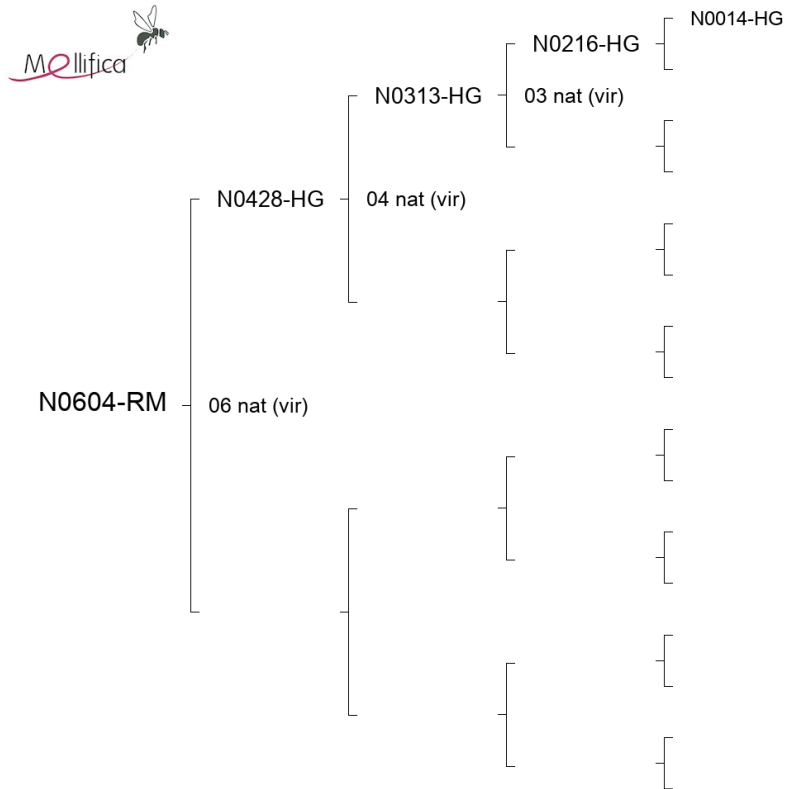 Mellifica
N0014-HG
N0216-HG
N0313-HG
03 nat (vir)
N0428-HG
04 nat (vir)
N0604-RM
06 nat (vir)